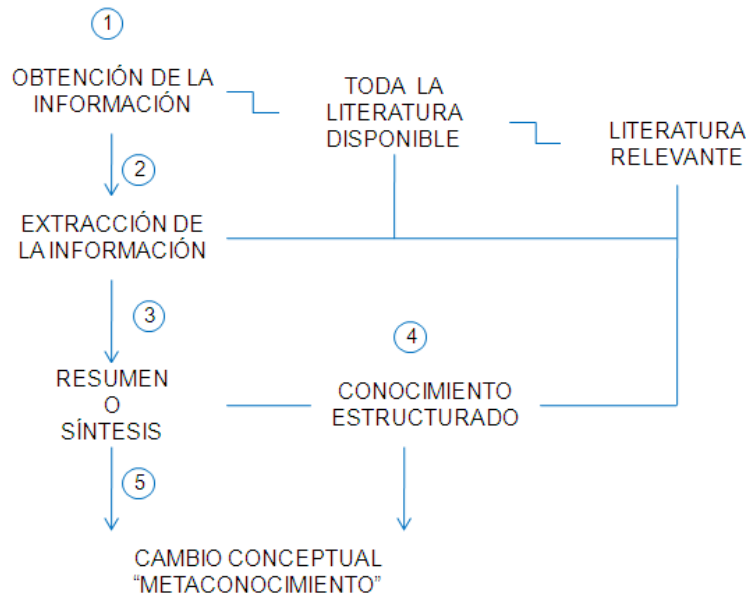 1
OBTENCIÓN DE LA
INFORMACIÓN
TODA LA
LITERATURA
DISPONIBLE
LITERATURA
RELEVANTE
2
EXTRACCIÓN DE
LA INFORMACIÓN
3
4
RESUMEN
O
SÍNTESIS
CONOCIMIENTO
ESTRUCTURADO
5
CAMBIO CONCEPTUAL
“METACONOCIMIENTO”